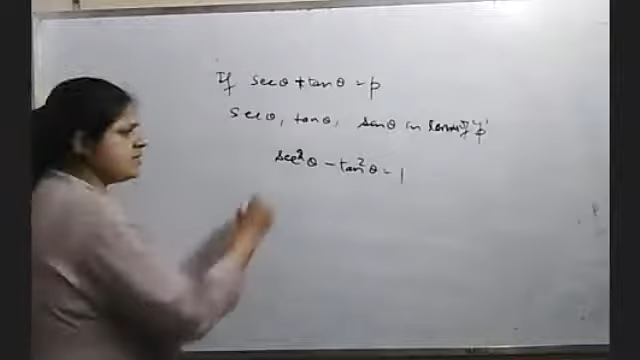 If secθ + tanθ = p
secθ, tanθ, sinθ in terms of 'p'
sec²θ - tan²θ = 1